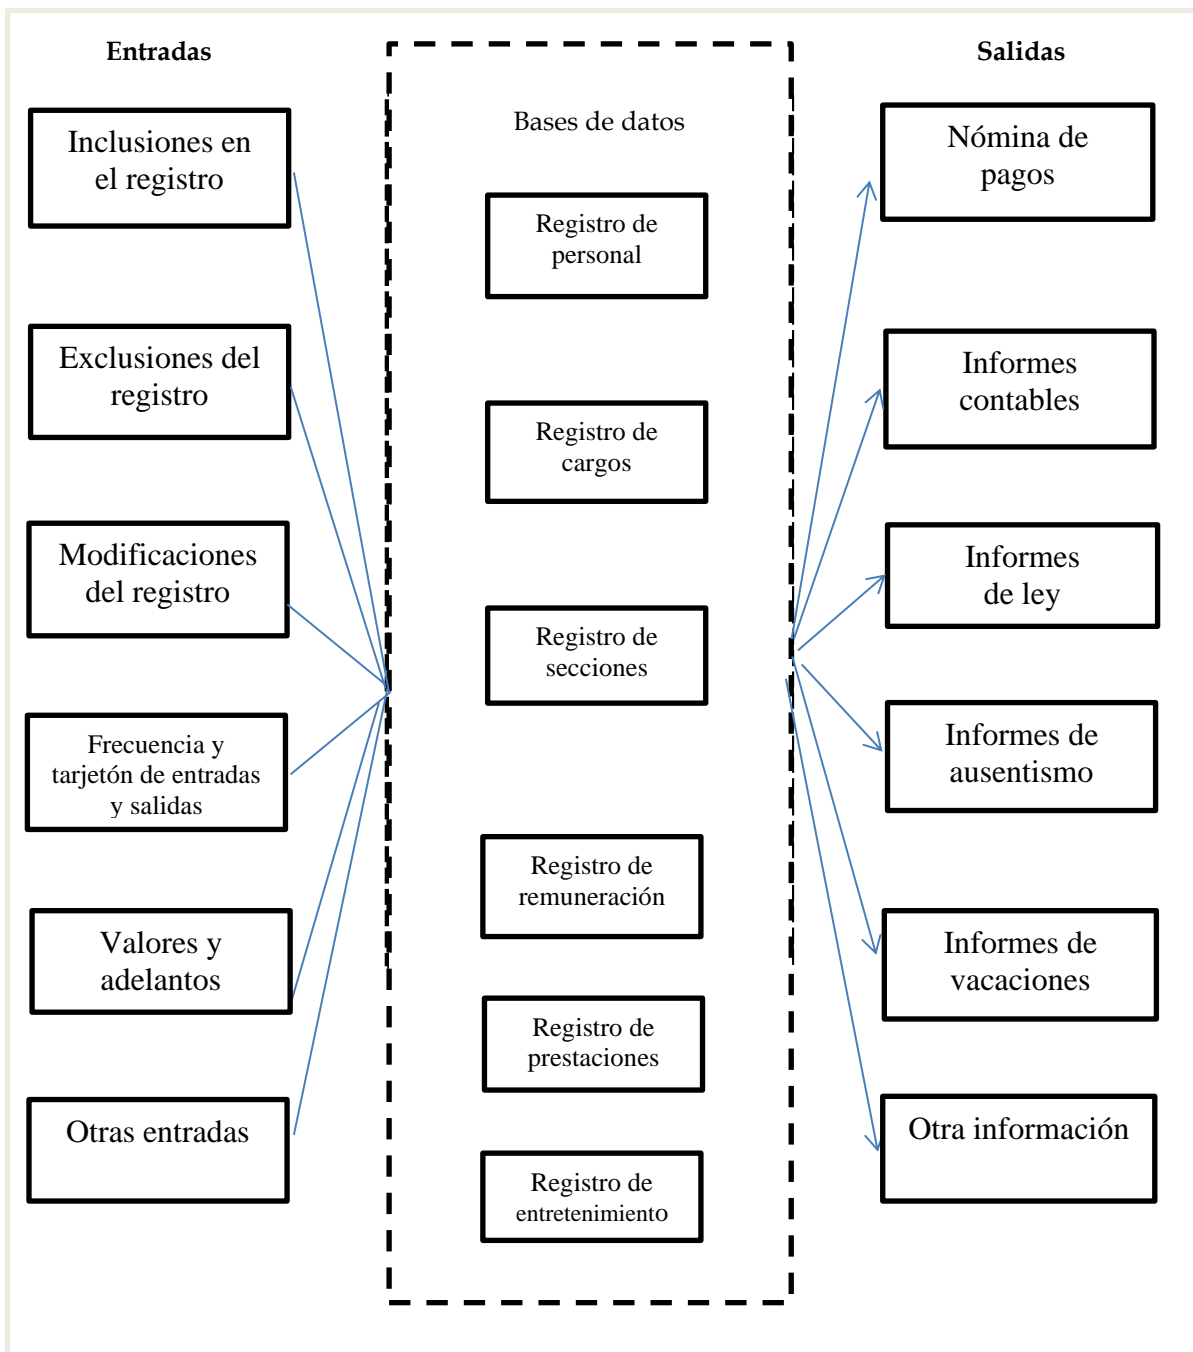 Entradas
Inclusiones en
el registro
Exclusiones del
registro
Modificaciones
del registro
Frecuencia y
tarjetón de entradas
y salidas
Valores y
adelantos
Otras entradas
Bases de datos
Registro de
personal
Registro de
cargos
Registro de
secciones
Registro de
remuneración
Registro de
prestaciones
Registro de
entretenimiento
Salidas
Nómina de
pagos
Informes
contables
Informes
de ley
Informes de
ausentismo
Informes de
vacaciones
Otra información